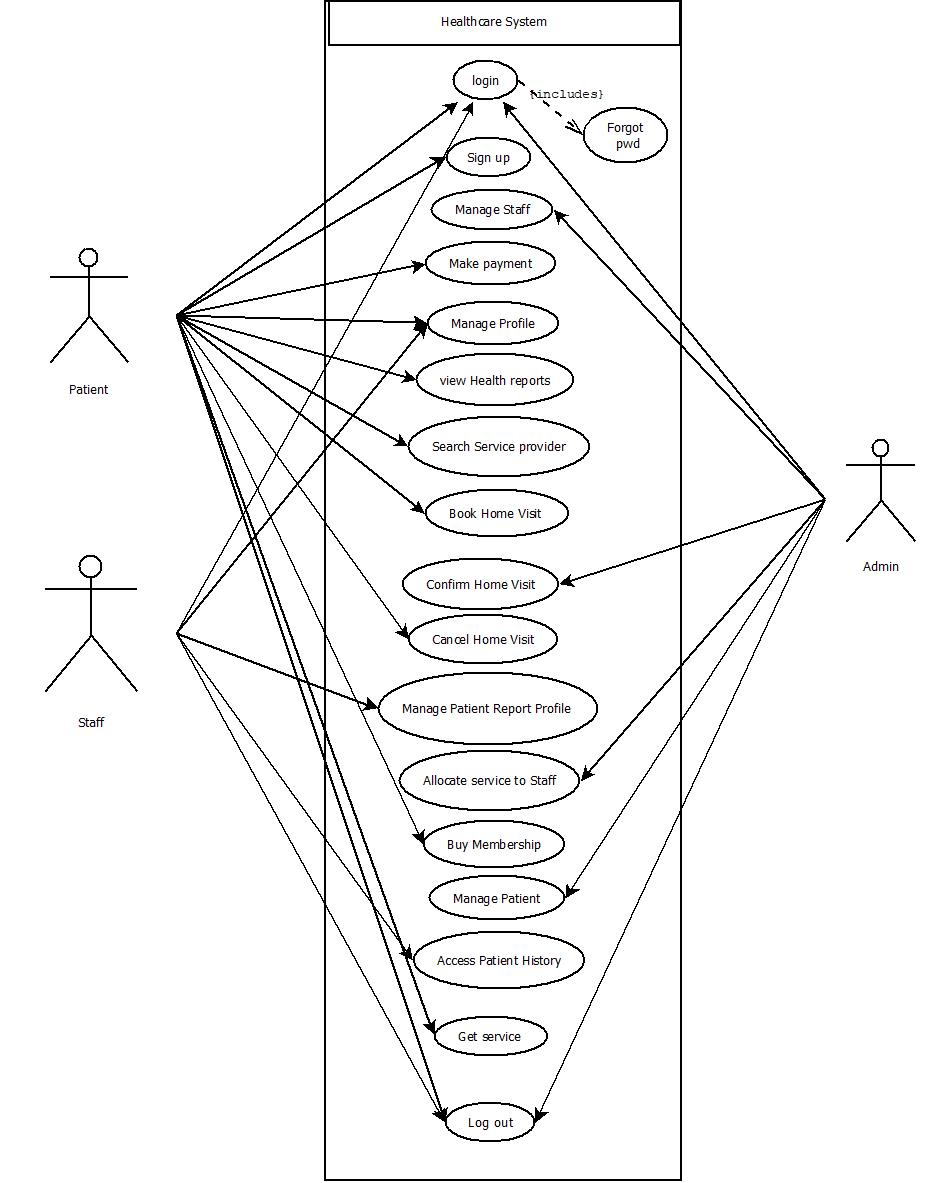 Healthcare System
login
{includes}
Forgot
pwd
Sign up
Manage Staff
Make payment
Manage Profile
view Health reports
Patient
Search Service provider
Book Home Visit
Admin
Confirm Home Visit
Cancel Home Visit
Manage Patient Report Profile
Staff
Allocate service to Staff
Buy Membership
Manage Patient
Access Patient History
Get service
Log out